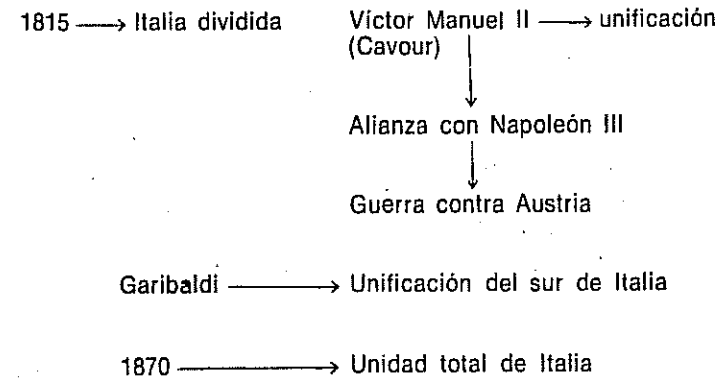 1815 → Italia dividida
Víctor Manuel II → unificación
(Cavour)
Alianza con Napoleón III
Guerra contra Austria
Garibaldi → Unificación del sur de Italia
1870 → Unidad total de Italia